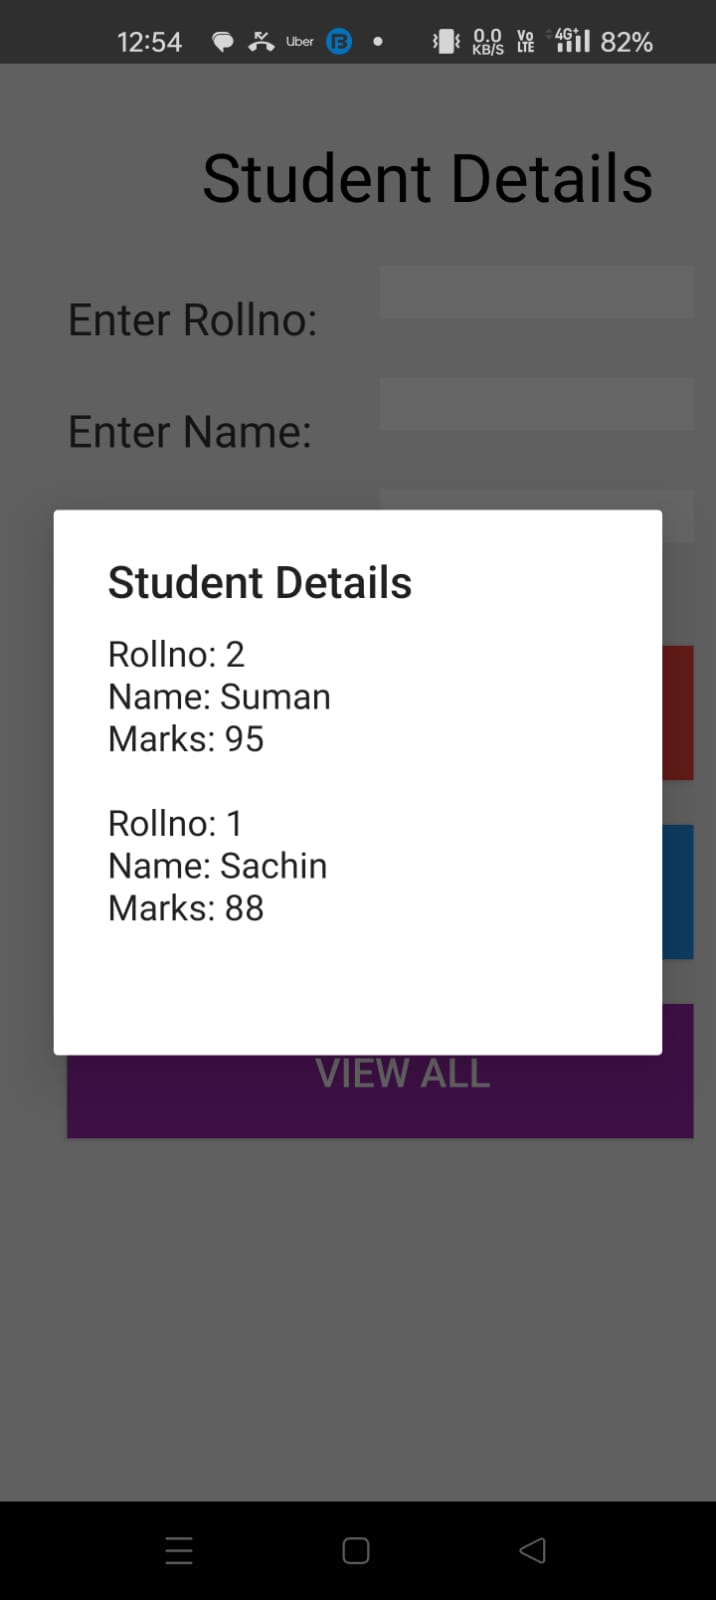 12:54 Uber B 0.0 KB/S Vo LTE 4G+ 82%
Student Details
Enter Rollno:
Enter Name:
Student Details
Rollno: 2
Name: Suman
Marks: 95
Rollno: 1
Name: Sachin
Marks: 88
VIEW ALL